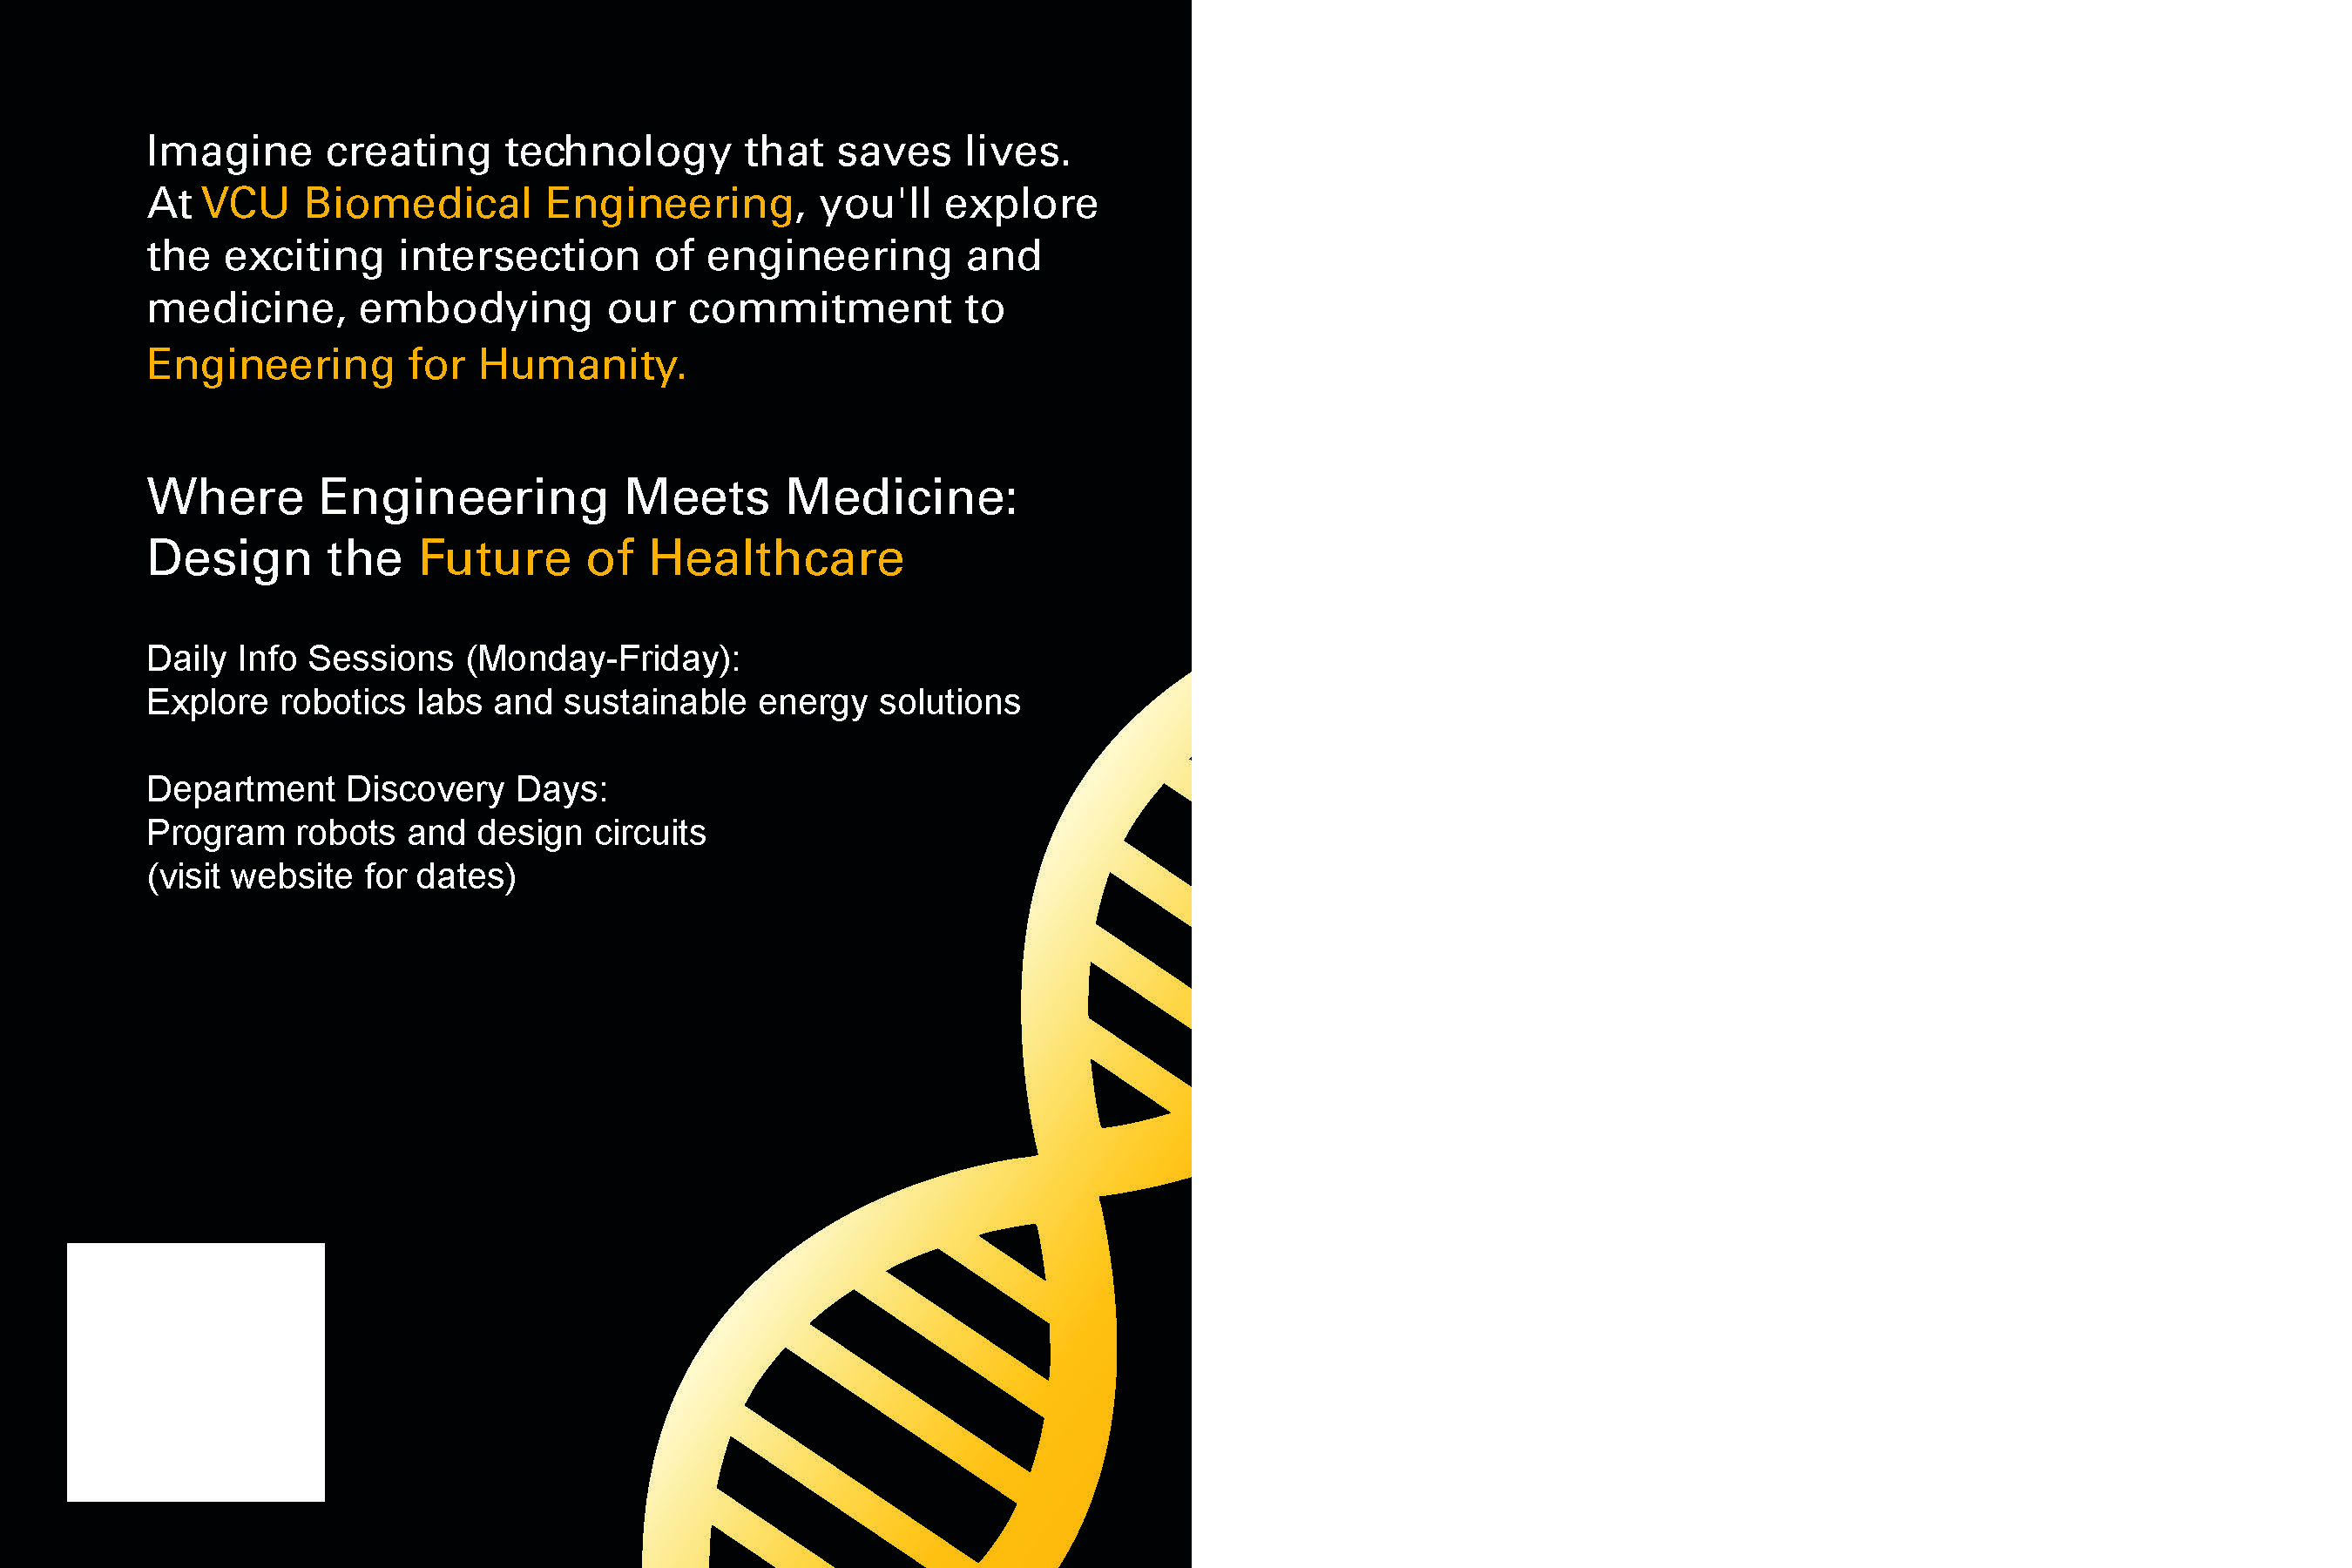 Imagine creating technology that saves lives.
At VCU Biomedical Engineering, you'll explore
the exciting intersection of engineering and
medicine, embodying our commitment to
Engineering for Humanity.
Where Engineering Meets Medicine:
Design the Future of Healthcare
Daily Info Sessions (Monday-Friday):
Explore robotics labs and sustainable energy solutions
Department Discovery Days:
Program robots and design circuits
(visit website for dates)